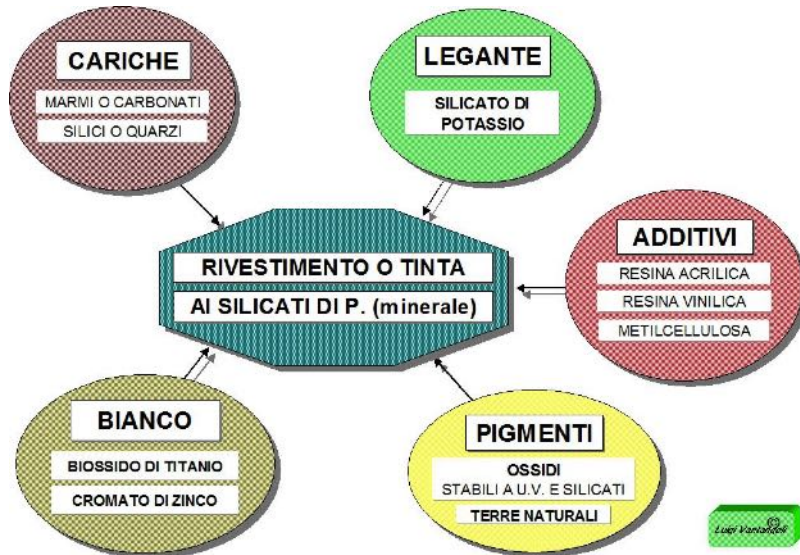 CARICHE
MARMI O CARBONATI
SILICI O QUARZI
LEGANTE
SILICATO DI
POTASSIO
RIVESTIMENTO O TINTA
AI SILICATI DI P. (minerale)
ADDITIVI
RESINA ACRILICA
RESINA VINILICA
METILCELLULOSA
BIANCO
BIOSSIDO DI TITANIO
CROMATO DI ZINCO
PIGMENTI
OSSIDI
STABILI A U.V. E SILICATI
TERRE NATURALI
©
Luigi